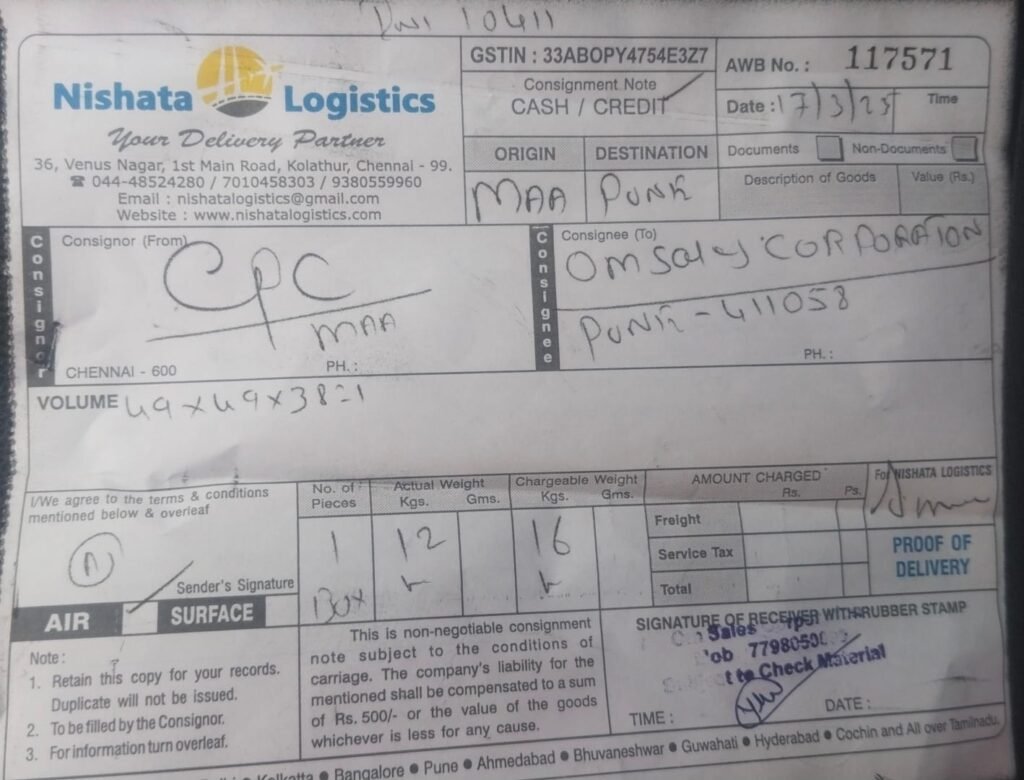 10411
Nishata Logistics
Your Delivery Partner
36, Venus Nagar, 1st Main Road, Kolathur, Chennai - 99.
☎ 044-48524280 / 7010458303 / 9380559960
Email : nishatalogistics@gmail.com
Website : www.nishatalogistics.com
GSTIN : 33ABOPY4754E3Z7
Consignment Note
CASH / CREDIT
AWB No. : 117571
Date : 17/3/25 Time
ORIGIN DESTINATION
MAA PUNE
Documents Non-Documents
Description of Goods Value (Rs.)
Consignor
Consignor (From)
CPC
MAA
CHENNAI - 600 PH. :
Consignee
Consignee (To)
OM Sales CORPORATION
PUNE - 411058
PH. :
VOLUME 49x49x38=1
I/We agree to the terms & conditions
mentioned below & overleaf
N
Sender's Signature
AIR SURFACE
No. of Pieces
Actual Weight
Kgs. Gms.
Chargeable Weight
Kgs. Gms.
1 12 16
Box
AMOUNT CHARGED
Rs. Ps.
Freight
Service Tax
Total
For NISHATA LOGISTICS
PROOF OF
DELIVERY
Note :
1. Retain this copy for your records.
Duplicate will not be issued.
2. To be filled by the Consignor.
3. For information turn overleaf.
This is non-negotiable consignment
note subject to the conditions of
carriage. The company's liability for the
mentioned shall be compensated to a sum
of Rs. 500/- or the value of the goods
whichever is less for any cause.
SIGNATURE OF RECEIVER WITH RUBBER STAMP
Sales
ob 7798050
ct to Check Material
TIME : DATE :
Kolkatta ● Bangalore ● Pune ● Ahmedabad ● Bhuvaneshwar ● Guwahati ● Hyderabad ● Cochin and All over Tamilnadu.